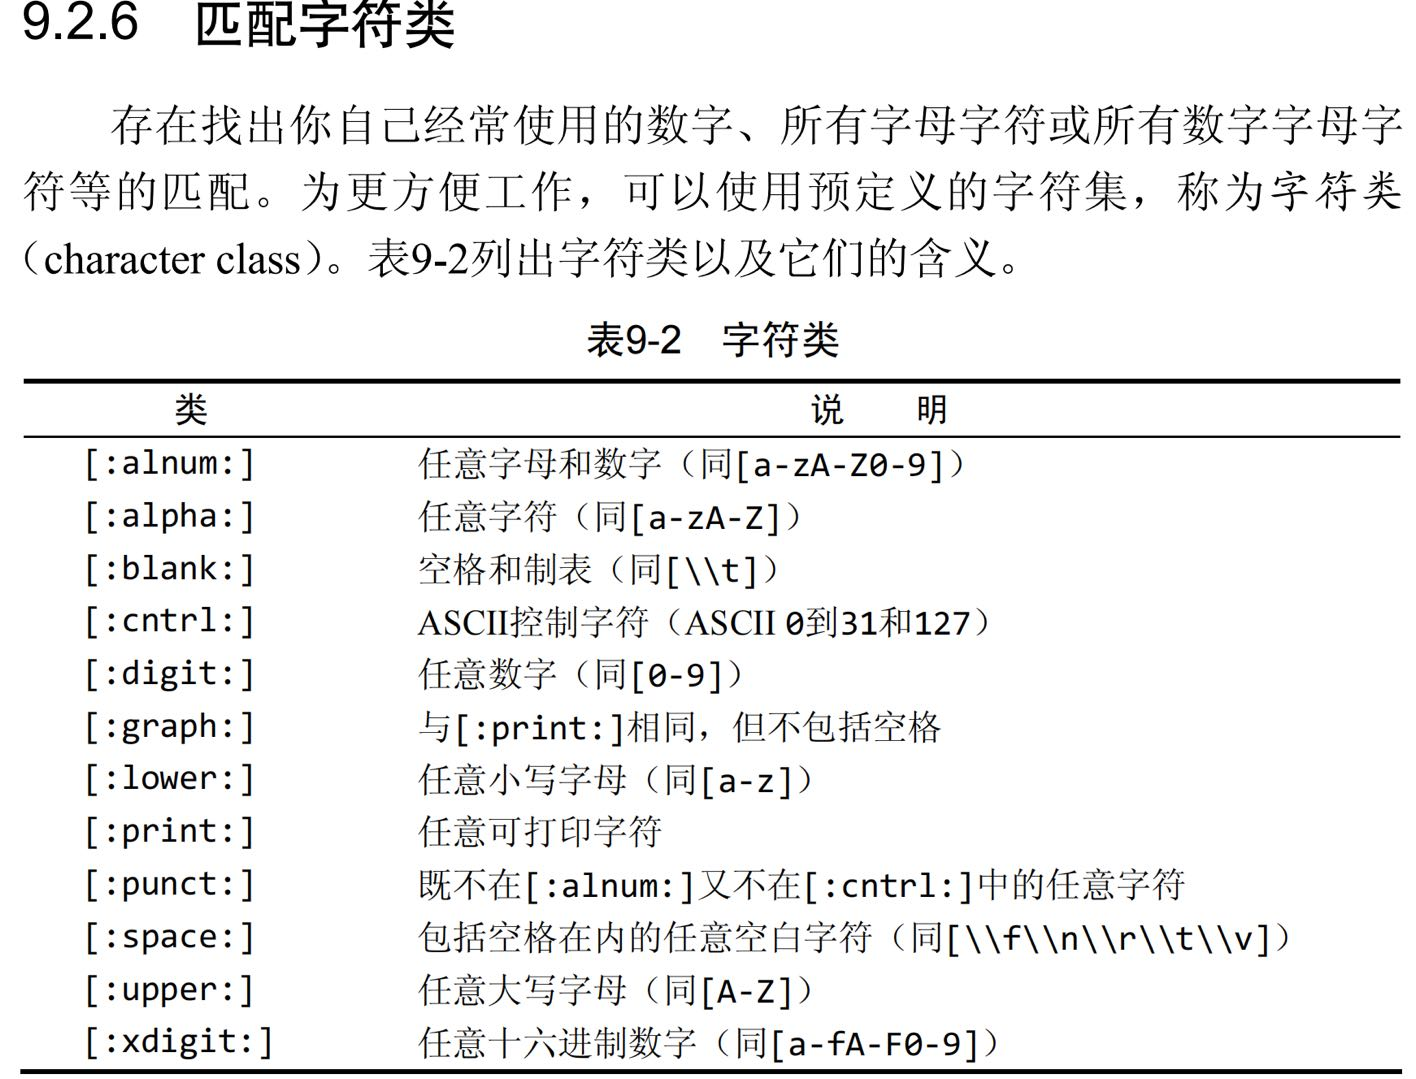 9.2.6 匹配字符类
存在找出你自己经常使用的数字、所有字母字符或所有数字字母字
符等的匹配。为更方便工作，可以使用预定义的字符集，称为字符类
（character class）。表9-2列出字符类以及它们的含义。
表9-2 字符类
类 说 明
[:alnum:] 任意字母和数字（同[a-zA-Z0-9]）
[:alpha:] 任意字符（同[a-zA-Z]）
[:blank:] 空格和制表（同[\\t]）
[:cntrl:] ASCII控制字符（ASCII 0到31和127）
[:digit:] 任意数字（同[0-9]）
[:graph:] 与[:print:]相同，但不包括空格
[:lower:] 任意小写字母（同[a-z]）
[:print:] 任意可打印字符
[:punct:] 既不在[:alnum:]又不在[:cntrl:]中的任意字符
[:space:] 包括空格在内的任意空白字符（同[\\f\\n\\r\\t\\v]）
[:upper:] 任意大写字母（同[A-Z]）
[:xdigit:] 任意十六进制数字（同[a-fA-F0-9]）